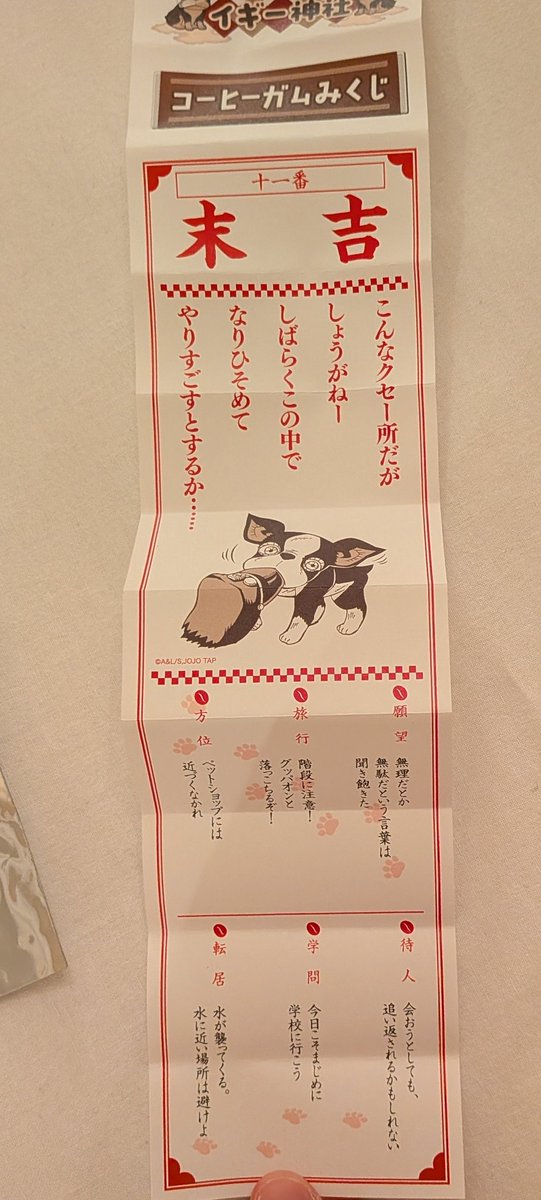 イギー神社
コーヒーガムみくじ
十一番
末吉
こんなクセー所だが
しょうがねー
しばらくこの中で
なりひそめて
やりすごすとするか……
©A&L/S,JOJO TAP
願望
無理だとか
無駄だという言葉は
聞き飽きた
旅行
階段に注意!
グッパオンと
落っこちるぞ!
方位
ペットショップには
近づくなかれ
待人
会おうとしても、
追い返されるかもしれない
学問
今日こそまじめに
学校に行こう
転居
水が襲ってくる。
水に近い場所は避けよ